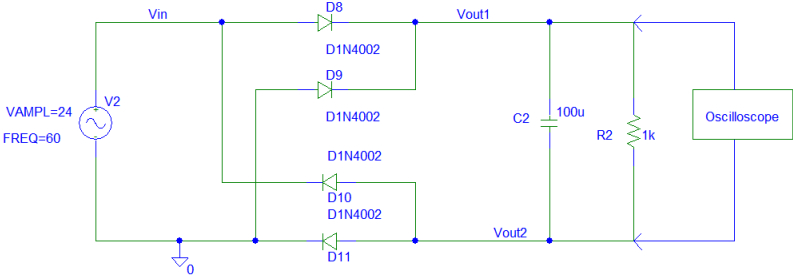 D8
Vin
Vout1
D1N4002
D9
V2
VAMPL=24
D1N4002
100u
C2
Oscilloscope
FREQ=60
R2
1k
D1N4002
D10
D1N4002
Vout2
D11
0